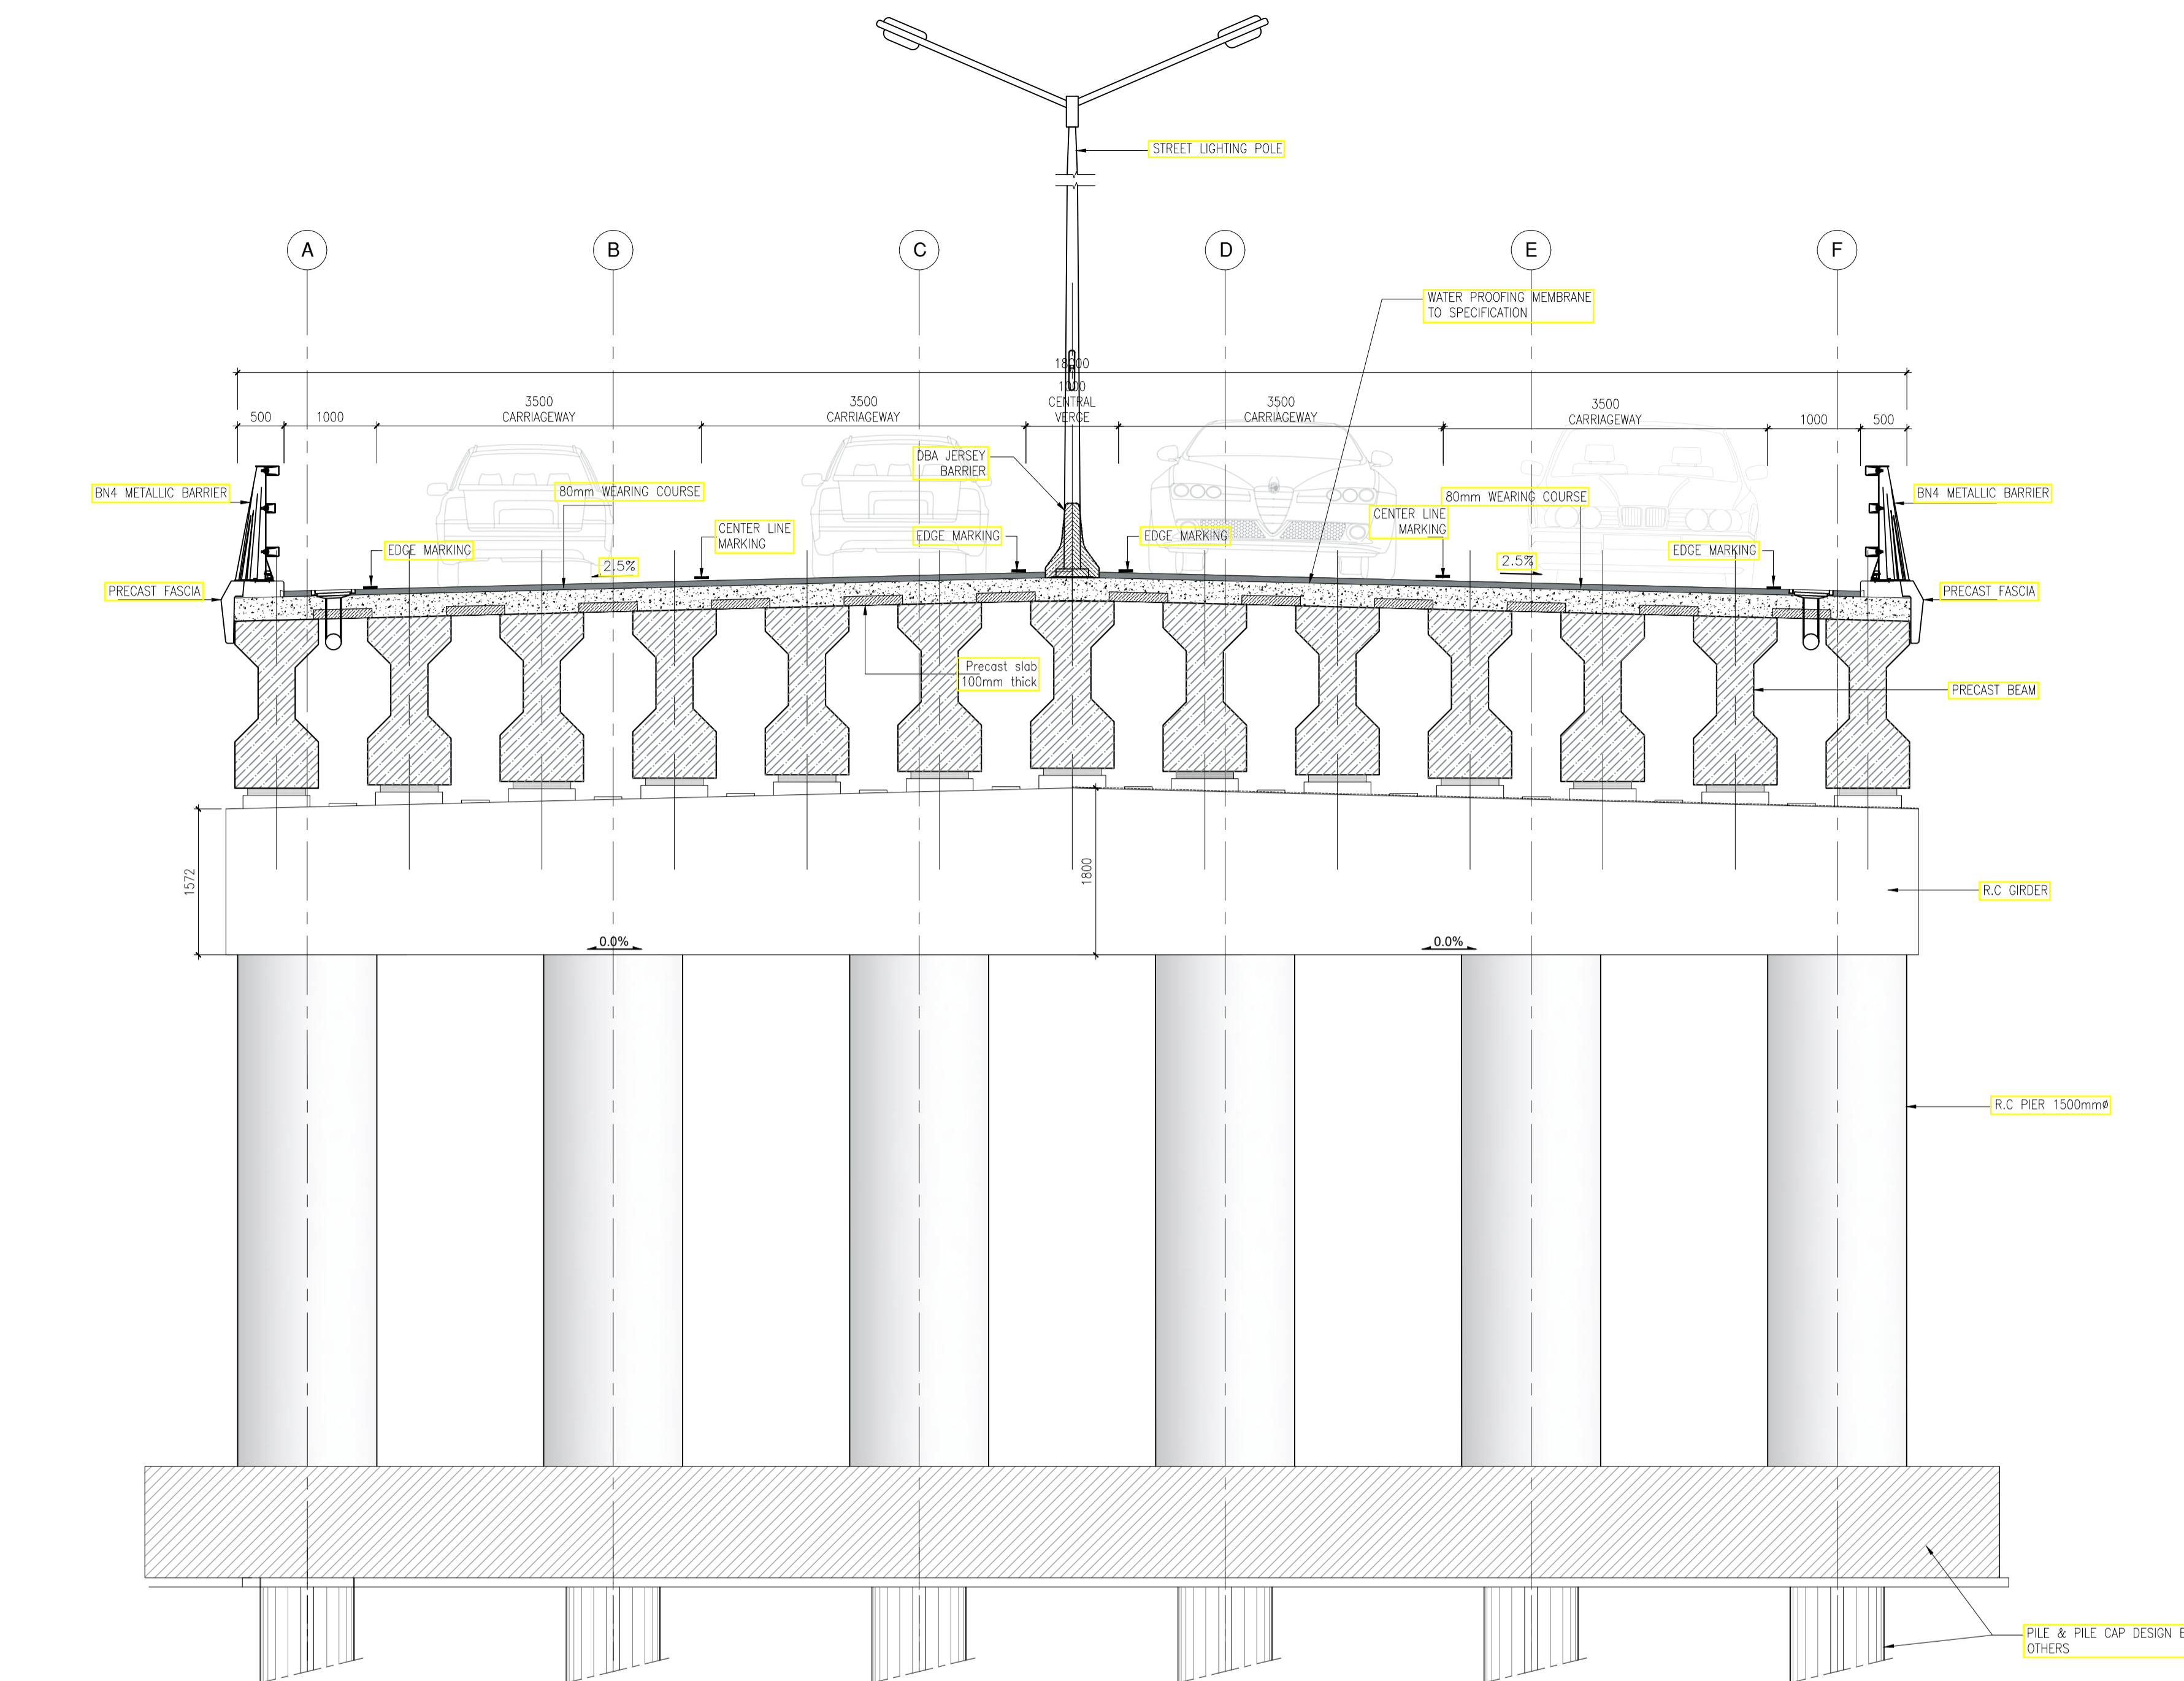 STREET LIGHTING POLE
A
B
C
D
E
F
WATER PROOFING MEMBRANE
TO SPECIFICATION
18000
500
1000
3500
CARRIAGEWAY
3500
CARRIAGEWAY
1000
CENTRAL
VERGE
3500
CARRIAGEWAY
3500
CARRIAGEWAY
1000
500
DBA JERSEY
BARRIER
BN4 METALLIC BARRIER
80mm WEARING COURSE
80mm WEARING COURSE
BN4 METALLIC BARRIER
CENTER LINE
MARKING
CENTER LINE
MARKING
EDGE MARKING
EDGE MARKING
EDGE MARKING
EDGE MARKING
2.5%
2.5%
PRECAST FASCIA
PRECAST FASCIA
Precast slab
100mm thick
PRECAST BEAM
1572
1800
R.C GIRDER
0.0%
0.0%
R.C PIER 1500mmø
PILE & PILE CAP DESIGN
OTHERS